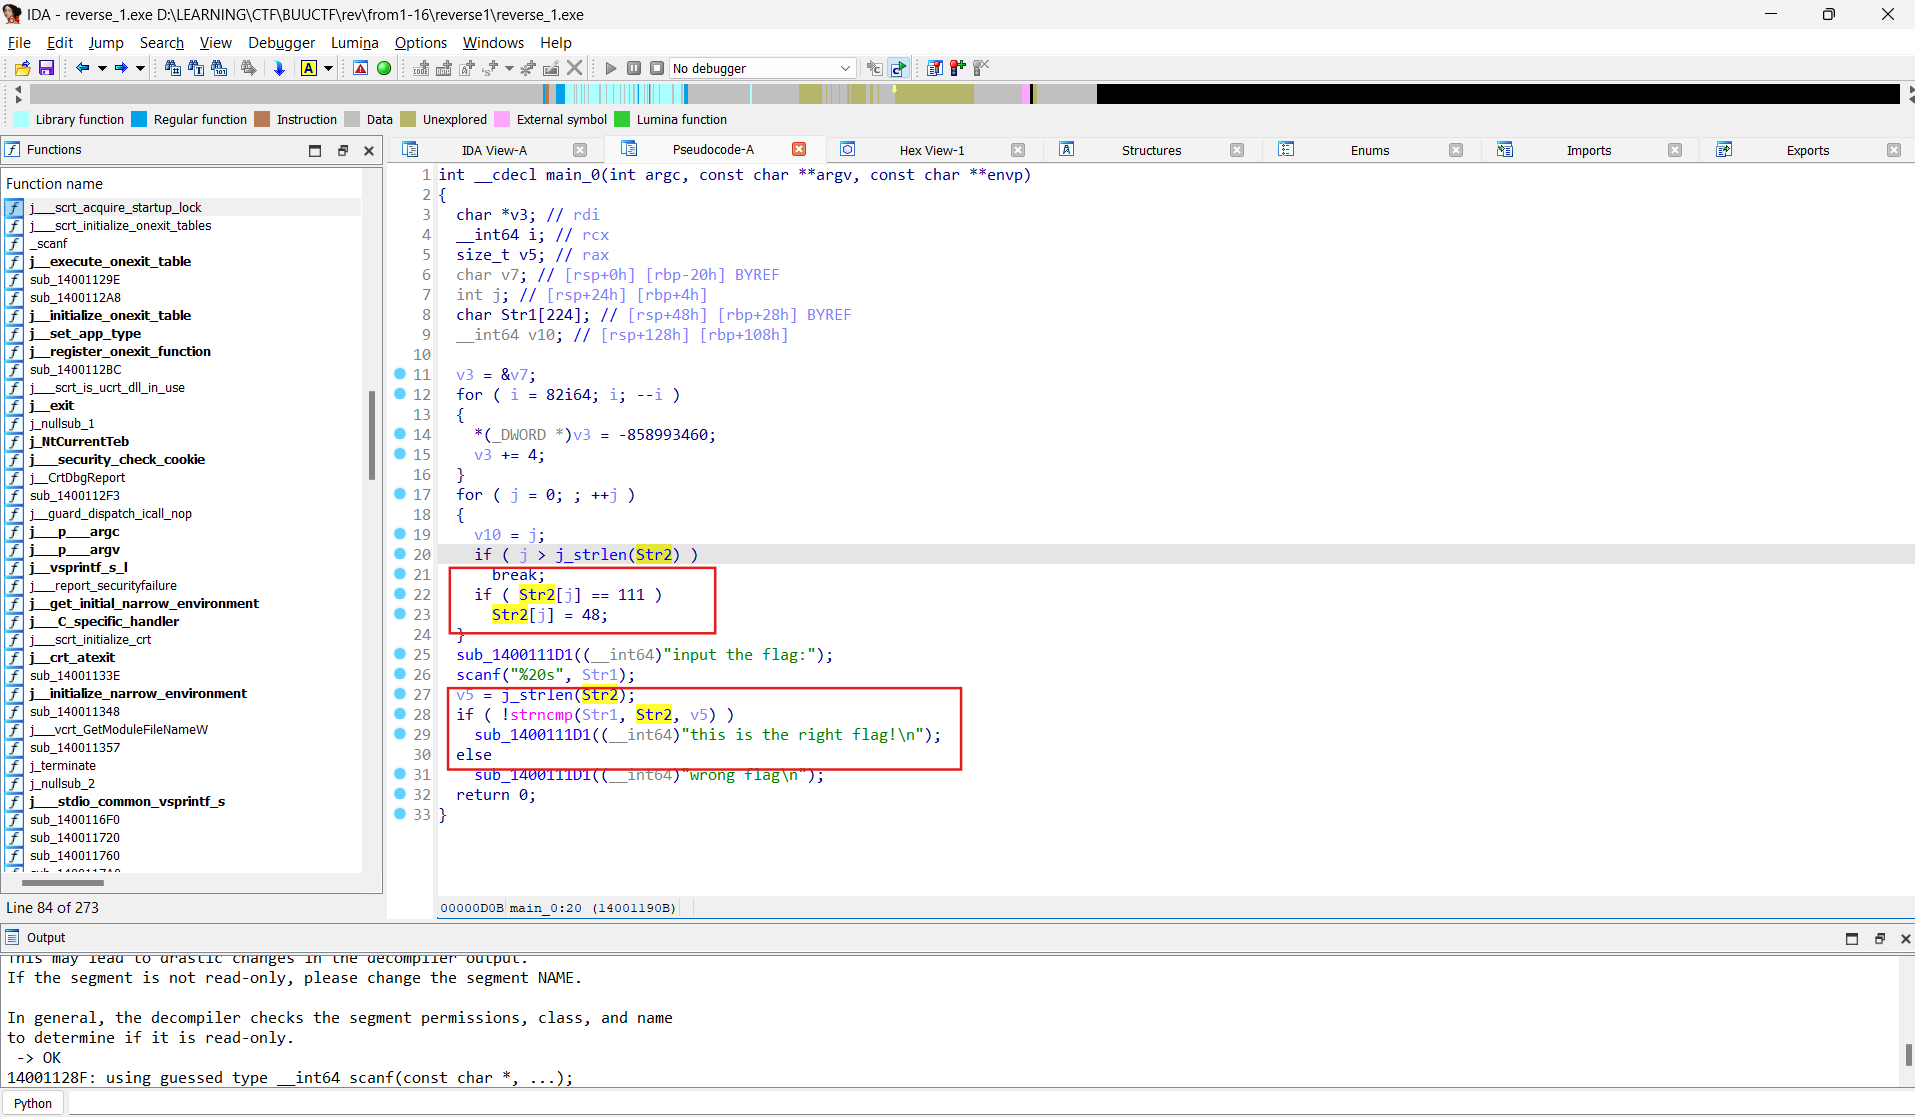 IDA - reverse_1.exe D:\LEARNING\CTF\BUUCTF\rev\from1-16\reverse1\reverse_1.exe
File Edit Jump Search View Debugger Lumina Options Windows Help
No debugger
Library function Regular function Instruction Data Unexplored External symbol Lumina function
Functions
Function name
j___scrt_acquire_startup_lock
j___scrt_initialize_onexit_tables
_scanf
j__execute_onexit_table
sub_14001129E
sub_1400112A8
j__initialize_onexit_table
j__set_app_type
j__register_onexit_function
sub_1400112BC
j___scrt_is_ucrt_dll_in_use
j__exit
j_nullsub_1
j_NtCurrentTeb
j___security_check_cookie
j__CrtDbgReport
sub_1400112F3
j__guard_dispatch_icall_nop
j___p___argc
j___p___argv
j__vsprintf_s_l
j___report_securityfailure
j__get_initial_narrow_environment
j___C_specific_handler
j___scrt_initialize_crt
j__crt_atexit
sub_14001133E
j__initialize_narrow_environment
sub_140011348
j___vcrt_GetModuleFileNameW
sub_140011357
j_terminate
j_nullsub_2
j___stdio_common_vsprintf_s
sub_1400116F0
sub_140011720
sub_140011760
Line 84 of 273
IDA View-A Pseudocode-A Hex View-1 Structures Enums Imports Exports
1 int __cdecl main_0(int argc, const char **argv, const char **envp)
2 {
3 char *v3; // rdi
4 __int64 i; // rcx
5 size_t v5; // rax
6 char v7; // [rsp+0h] [rbp-20h] BYREF
7 int j; // [rsp+24h] [rbp+4h]
8 char Str1[224]; // [rsp+48h] [rbp+28h] BYREF
9 __int64 v10; // [rsp+128h] [rbp+108h]
10
11 v3 = &v7;
12 for ( i = 82i64; i; --i )
13 {
14 *(_DWORD *)v3 = -858993460;
15 v3 += 4;
16 }
17 for ( j = 0; ; ++j )
18 {
19 v10 = j;
20 if ( j > j_strlen(Str2) )
21 break;
22 if ( Str2[j] == 111 )
23 Str2[j] = 48;
24 }
25 sub_1400111D1((__int64)"input the flag:");
26 scanf("%20s", Str1);
27 v5 = j_strlen(Str2);
28 if ( !strncmp(Str1, Str2, v5) )
29 sub_1400111D1((__int64)"this is the right flag!\n");
30 else
31 sub_1400111D1((__int64)"wrong flag\n");
32 return 0;
33 }
00000D0B main_0:20 (14001190B)
Output
This may lead to drastic changes in the decompiler output.
If the segment is not read-only, please change the segment NAME.
In general, the decompiler checks the segment permissions, class, and name
to determine if it is read-only.
-> OK
14001128F: using guessed type __int64 scanf(const char *, ...);
Python